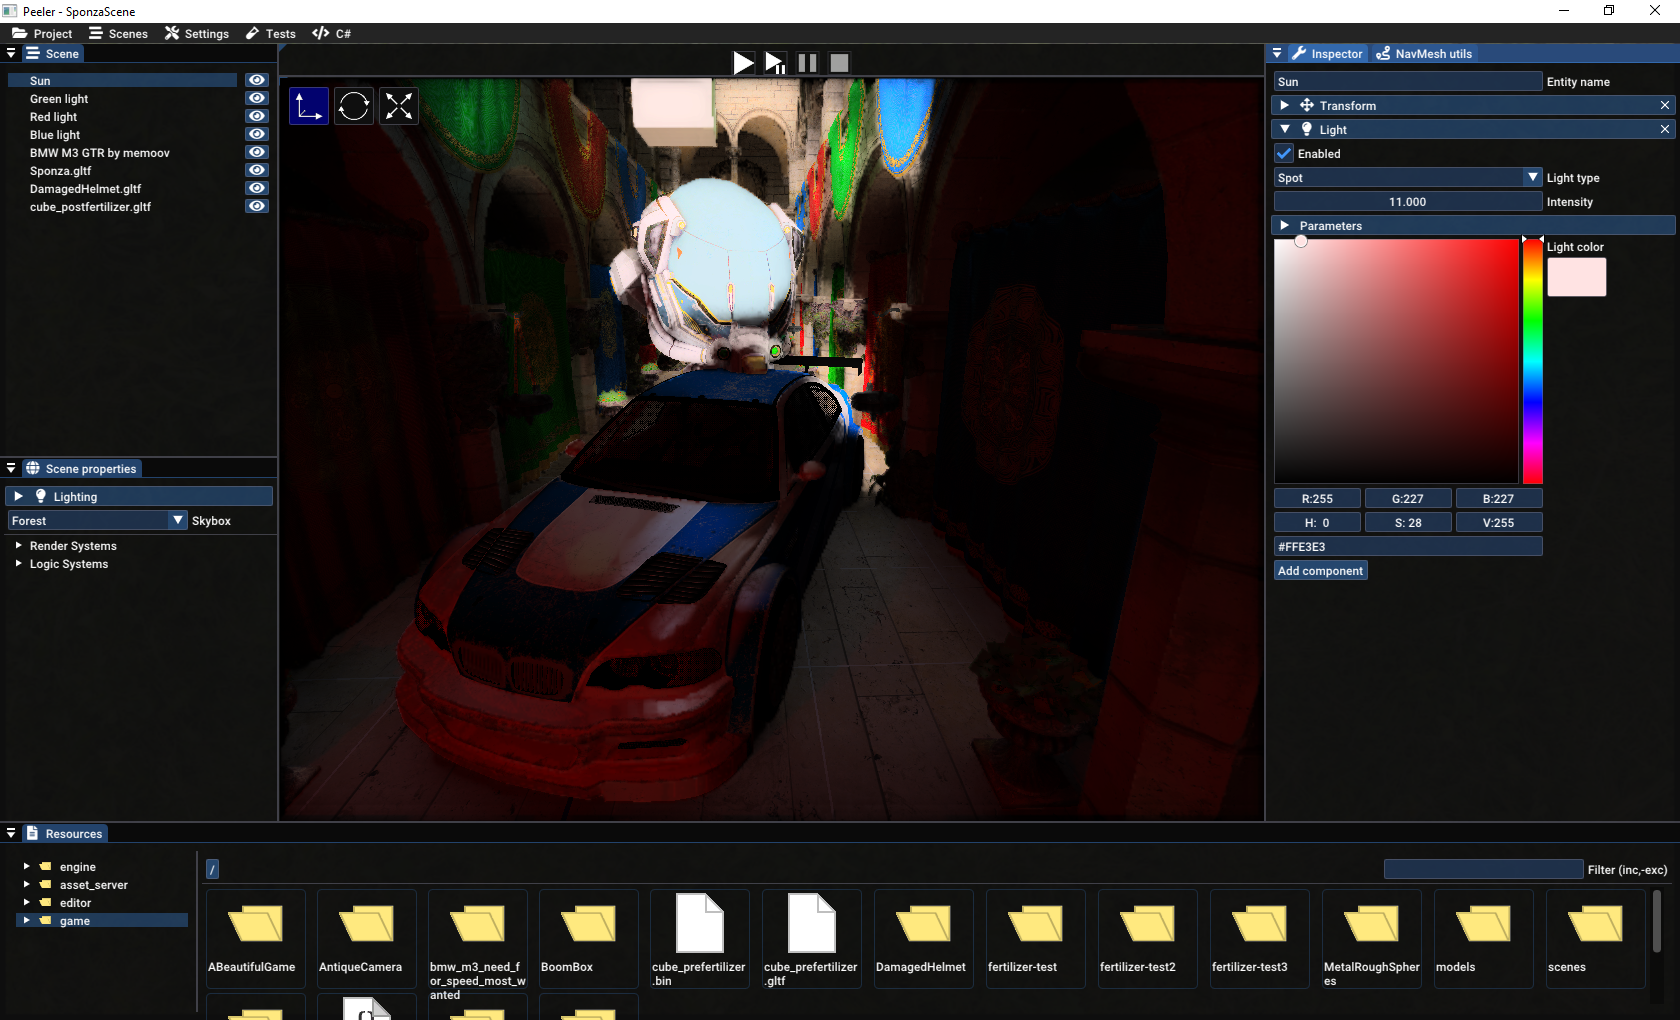 Peeler - SponzaScene
Project Scenes Settings Tests C#
Scene
Sun
Green light
Red light
Blue light
BMW M3 GTR by memoov
Sponza.gltf
DamagedHelmet.gltf
cube_postfertilizer.gltf
Scene properties
Lighting
Forest Skybox
Render Systems
Logic Systems
Inspector NavMesh utils
Sun Entity name
Transform
Light
Enabled
Spot Light type
11.000 Intensity
Parameters
Light color
R:255 G:227 B:227
H: 0 S: 28 V:255
#FFE3E3
Add component
Resources
engine
asset_server
editor
game
/
Filter (inc,-exc)
ABeautifulGame
AntiqueCamera
bmw_m3_need_f
or_speed_most_w
anted
BoomBox
cube_prefertilizer
.bin
cube_prefertilizer
.gltf
DamagedHelmet
fertilizer-test
fertilizer-test2
fertilizer-test3
MetalRoughSpher
es
models
scenes